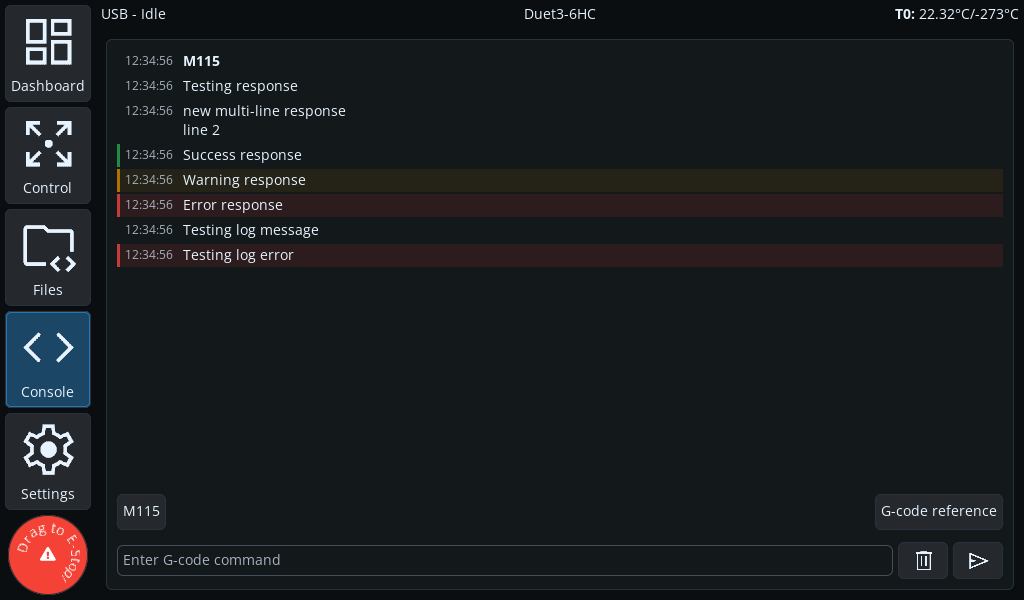 USB - Idle
Duet3-6HC
T0: 22.32°C/-273°C
Dashboard
Control
Files
Console
Settings
Drag to E-Stop!
12:34:56 M115
12:34:56 Testing response
12:34:56 new multi-line response
line 2
12:34:56 Success response
12:34:56 Warning response
12:34:56 Error response
12:34:56 Testing log message
12:34:56 Testing log error
M115
G-code reference
Enter G-code command